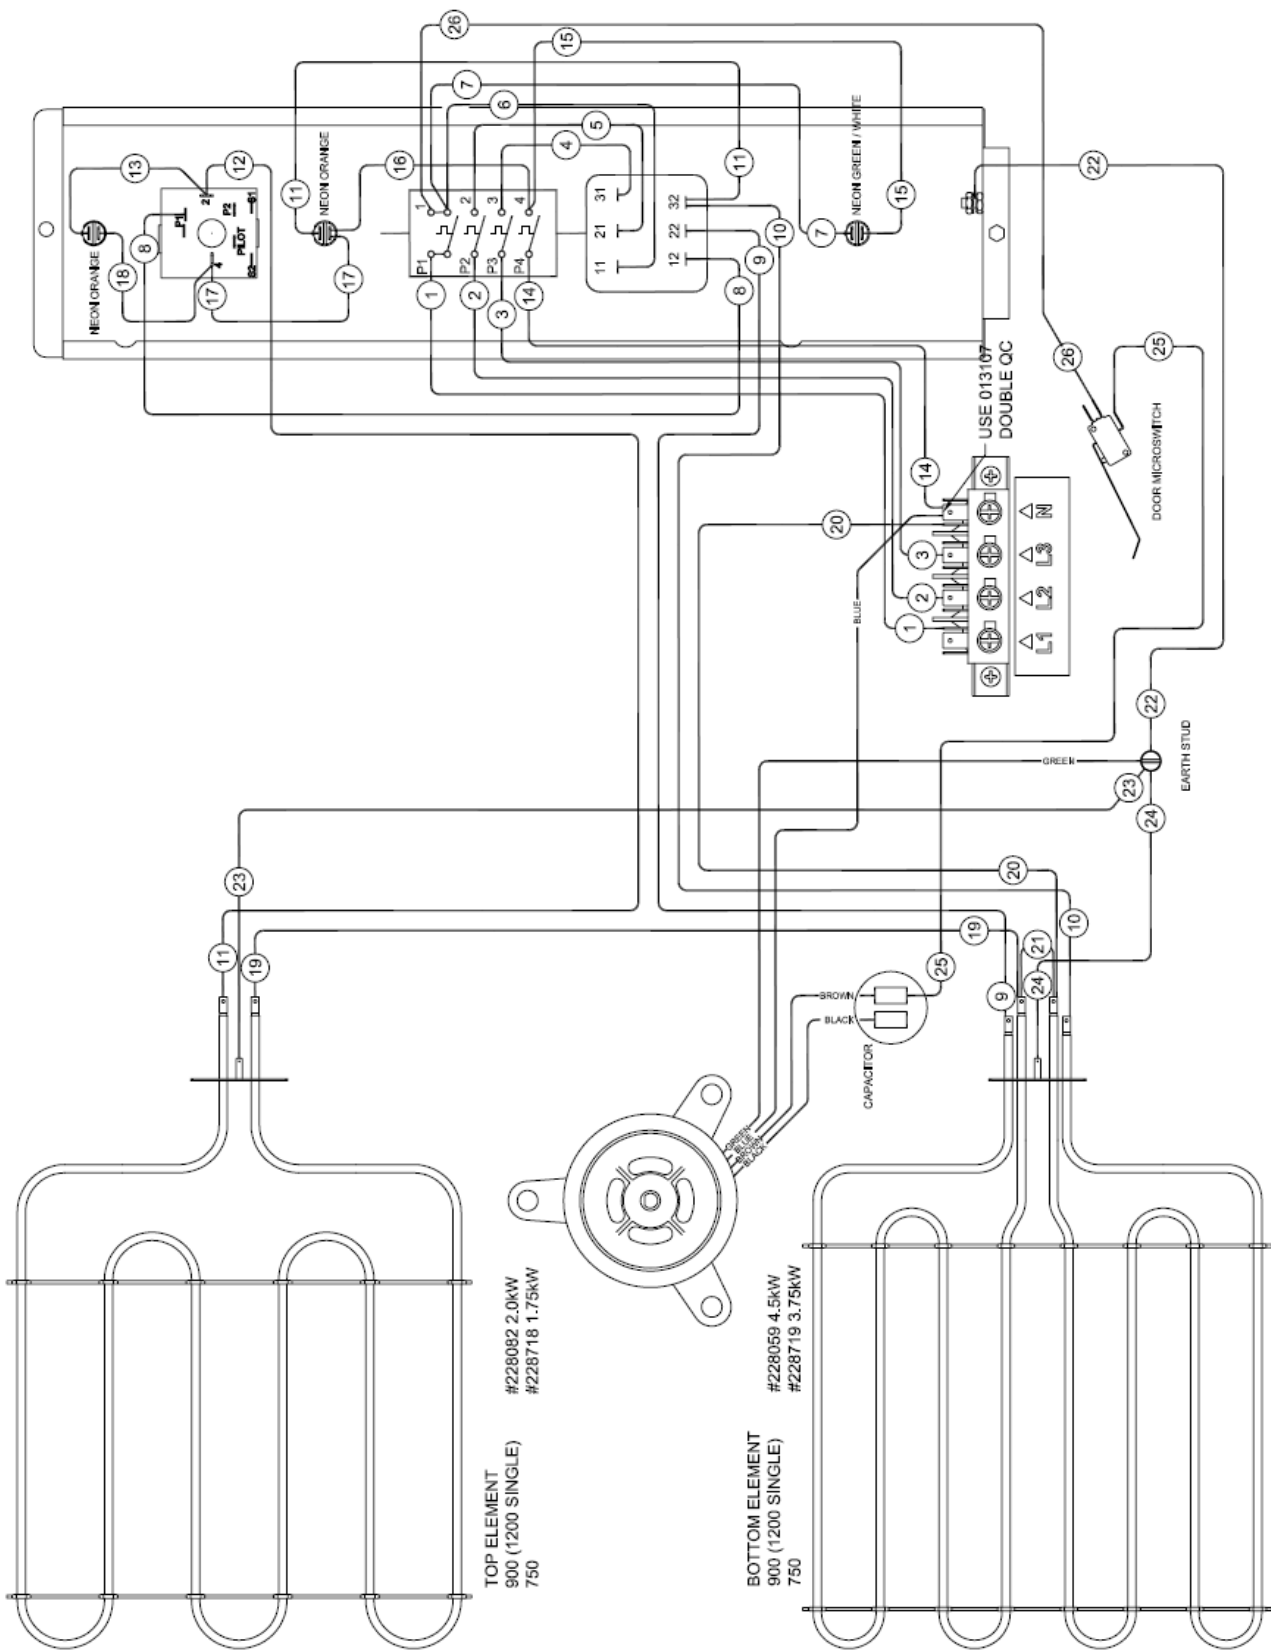 NEON ORANGE
13
12
8
18
17
P1
2
P2
S1
PILOT
4
S2
11
NEON ORANGE
16
17
26
7
6
5
4
15
1
2
3
4
P1
P2
P3
P4
1
2
3
14
31
21
11
32
22
12
11
10
9
8
7
NEON GREEN / WHITE
15
15
22
26
25
DOOR MICROSWITCH
USE 013107
DOUBLE QC
14
3
2
1
20
BLUE
L1
L2
L3
N
22
GREEN
EARTH STUD
23
24
23
11
19
19
20
21
10
24
9
25
BROWN
BLACK
CAPACITOR
GREEN
BLUE
BROWN
BLACK
TOP ELEMENT
900 (1200 SINGLE) #228082 2.0kW
750 #228718 1.75kW
BOTTOM ELEMENT
900 (1200 SINGLE) #228059 4.5kW
750 #228719 3.75kW